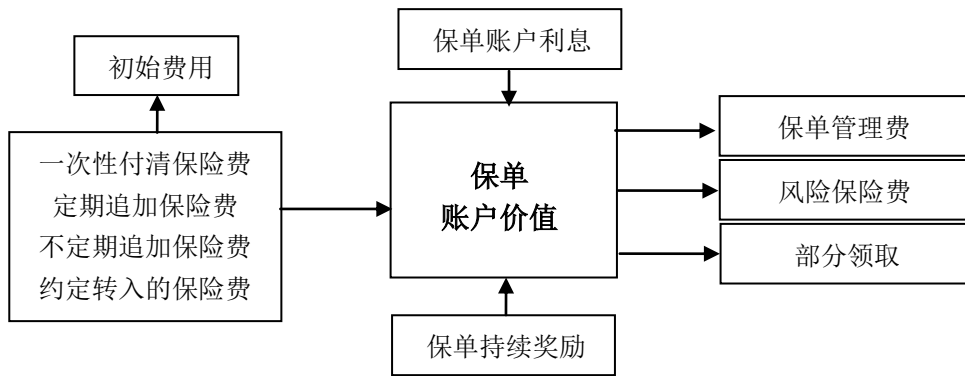 初始费用
一次性付清保险费
定期追加保险费
不定期追加保险费
约定转入的保险费
保单账户利息
保单
账户价值
保单持续奖励
保单管理费
风险保险费
部分领取